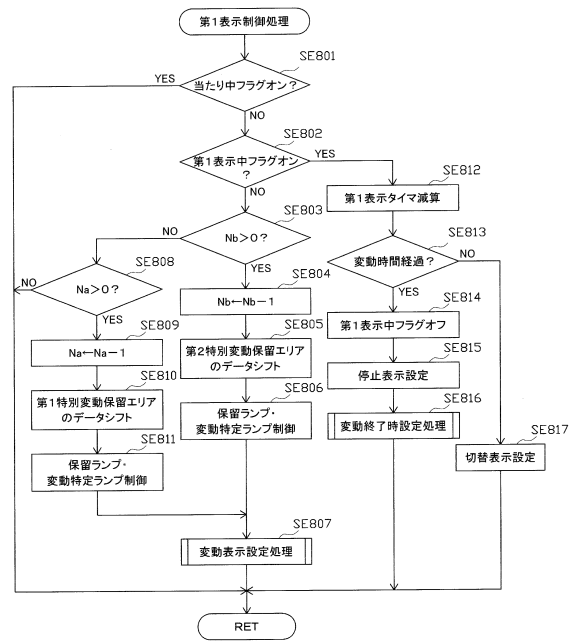 第1表示制御処理
SE801
当たり中フラグオン?
YES
NO
SE802
第1表示中フラグオン
?
YES
NO
SE812
第1表示タイマ減算
SE803
Nb>0?
NO
YES
SE813
変動時間経過?
NO
YES
SE808
Na>0?
NO
YES
SE804
Nb←Nb-1
SE814
第1表示中フラグオフ
SE809
Na←Na-1
SE805
第2特別変動保留エリア
のデータシフト
SE815
停止表示設定
SE810
第1特別変動保留エリア
のデータシフト
SE806
保留ランプ・
変動特定ランプ制御
SE816
変動終了時設定処理
SE811
保留ランプ・
変動特定ランプ制御
SE817
切替表示設定
SE807
変動表示設定処理
RET